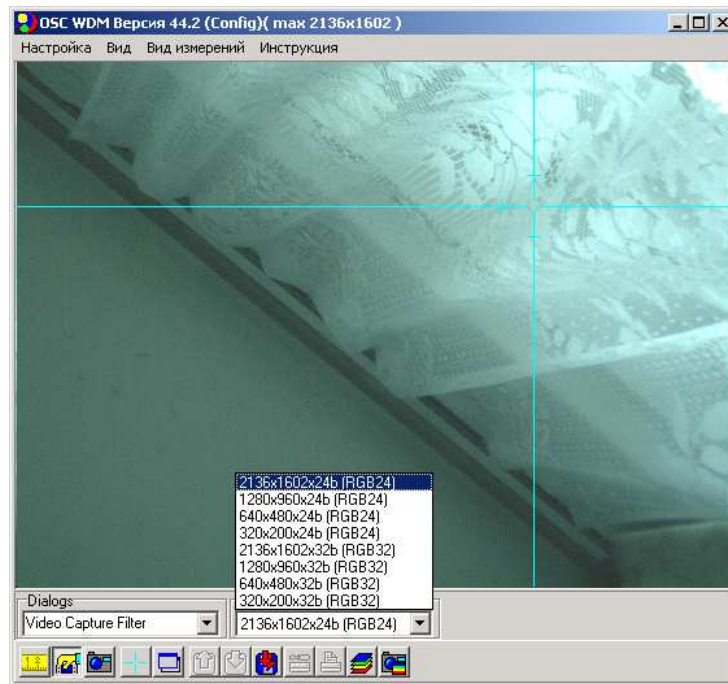 OSC WDM Версия 44.2 (Config)( max 2136x1602 )
Настройка Вид Вид измерений Инструкция
2136x1602x24b (RGB24)
1280x960x24b (RGB24)
640x480x24b (RGB24)
320x200x24b (RGB24)
2136x1602x32b (RGB32)
1280x960x32b (RGB32)
640x480x32b (RGB32)
320x200x32b (RGB32)
Dialogs
Video Capture Filter
2136x1602x24b (RGB24)